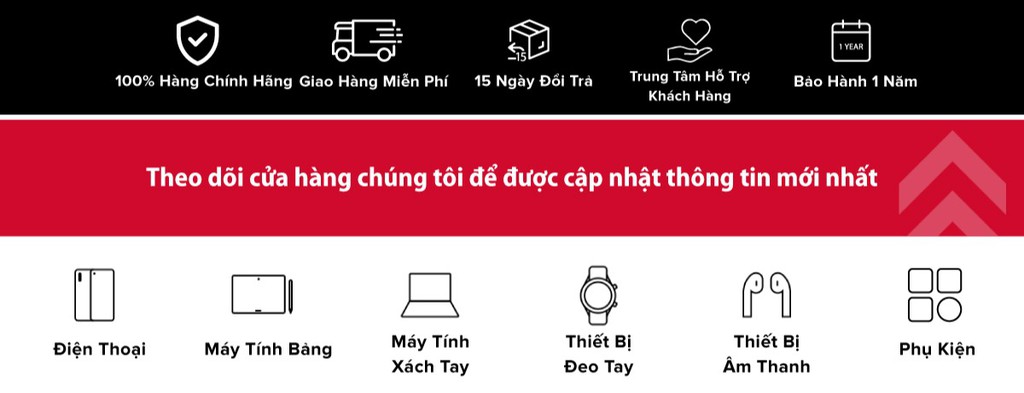 100% Hàng Chính Hãng
Giao Hàng Miễn Phí
15
15 Ngày Đổi Trả
Trung Tâm Hỗ Trợ
Khách Hàng
1 YEAR
Bảo Hành 1 Năm
Theo dõi cửa hàng chúng tôi để được cập nhật thông tin mới nhất
Điện Thoại
Máy Tính Bảng
Máy Tính
Xách Tay
Thiết Bị
Đeo Tay
Thiết Bị
Âm Thanh
Phụ Kiện